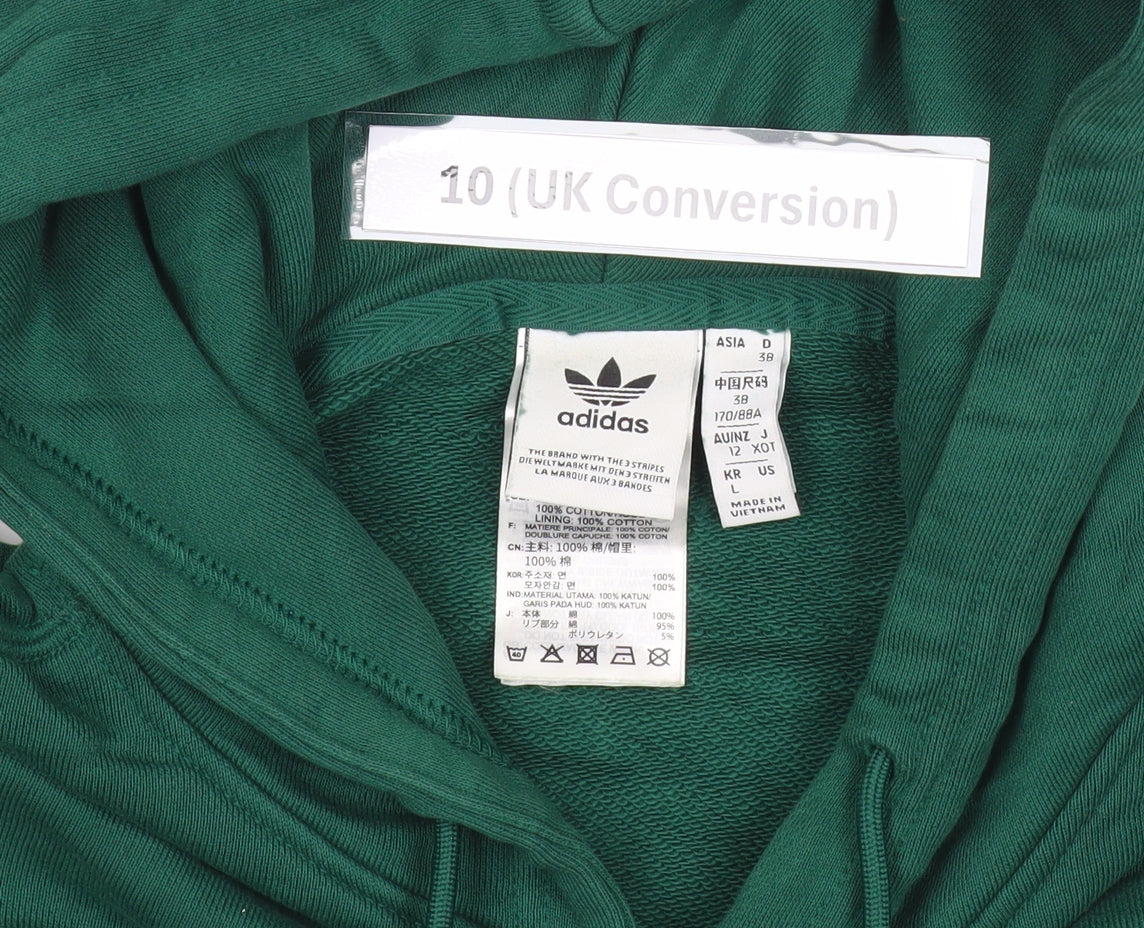 10 (UK Conversion)
adidas
THE BRAND WITH THE 3 STRIPES
DIE WELTMARKE MIT DEN 3 STREIFEN
LA MARQUE AUX 3 BANDES
100% COTTON/
LINING: 100% COTTON
F: MATIERE PRINCIPALE: 100% COTON/
DOUBLURE CAPUCHE: 100% COTON
CN: 主料: 100% 棉/帽里:
100% 棉
KOR: 주소재 면 100%
모자안감 면 100%
IND: MATERIAL UTAMA: 100% KATUN/
GARIS PADA HUD: 100% KATUN
J: 本体 綿 100%
リブ部分 綿 95%
ポリウレタン 5%
40
ASIA D
38
中国尺码
38
170/88A
AU/NZ J
12 XOT
KR US
L
MADE IN
VIETNAM